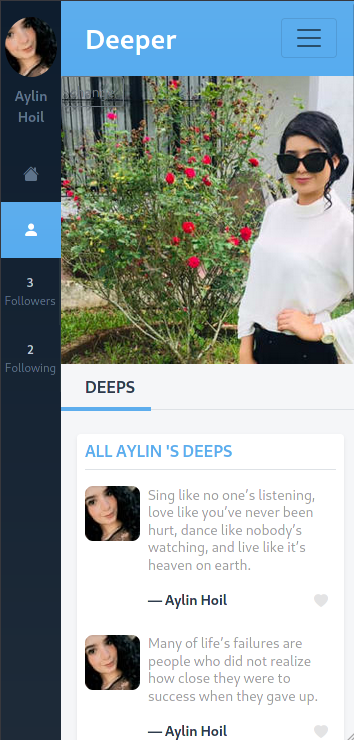 Deeper
Aylin
Hoil
3
Followers
2
Following
DEEPS
ALL AYLIN 'S DEEPS
Sing like no one’s listening,
love like you’ve never been
hurt, dance like nobody’s
watching, and live like it’s
heaven on earth.
— Aylin Hoil
Many of life’s failures are
people who did not realize
how close they were to
success when they gave up.
— Aylin Hoil